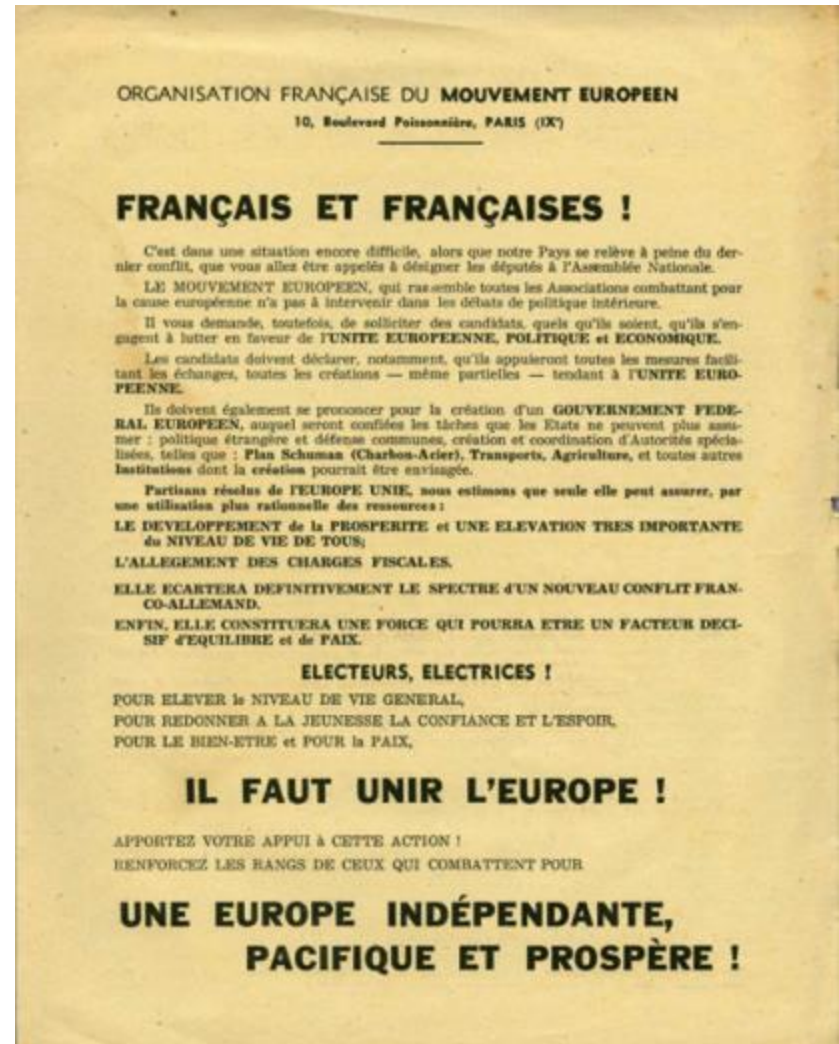 ORGANISATION FRANÇAISE DU MOUVEMENT EUROPEEN
10, Boulevard Poissonnière, PARIS (IXe)
FRANÇAIS ET FRANÇAISES !
C'est dans une situation encore difficile, alors que notre Pays se relève à peine du der-
nier conflit, que vous allez être appelés à désigner les députés à l'Assemblée Nationale.
LE MOUVEMENT EUROPEEN, qui rassemble toutes les Associations combattant pour
la cause européenne n'a pas à intervenir dans les débats de politique intérieure.
Il vous demande, toutefois, de solliciter des candidats, quels qu'ils soient, qu'ils s'en-
gagent à lutter en faveur de l'UNITE EUROPEENNE, POLITIQUE et ECONOMIQUE.
Les candidats doivent déclarer, notamment, qu'ils appuieront toutes les mesures facili-
tant les échanges, toutes les créations — même partielles — tendant à l'UNITE EURO-
PEENNE.
Ils doivent également se prononcer pour la création d'un GOUVERNEMENT FEDE-
RAL EUROPEEN, auquel seront confiées les tâches que les Etats ne peuvent plus assu-
mer : politique étrangère et défense communes, création et coordination d'Autorités spécia-
lisées, telles que : Plan Schuman (Charbon-Acier), Transports, Agriculture, et toutes autres
Institutions dont la création pourrait être envisagée.
Partisans résolus de l'EUROPE UNIE, nous estimons que seule elle peut assurer, par
une utilisation plus rationnelle des ressources :
LE DEVELOPPEMENT de la PROSPERITE et UNE ELEVATION TRES IMPORTANTE
du NIVEAU DE VIE DE TOUS;
L'ALLEGEMENT DES CHARGES FISCALES.
ELLE ECARTERA DEFINITIVEMENT LE SPECTRE d'UN NOUVEAU CONFLIT FRAN-
CO-ALLEMAND.
ENFIN, ELLE CONSTITUERA UNE FORCE QUI POURRA ETRE UN FACTEUR DECI-
SIF d'EQUILIBRE et de PAIX.
ELECTEURS, ELECTRICES !
POUR ELEVER le NIVEAU DE VIE GENERAL,
POUR REDONNER A LA JEUNESSE LA CONFIANCE ET L'ESPOIR,
POUR LE BIEN-ETRE et POUR la PAIX,
IL FAUT UNIR L'EUROPE !
APPORTEZ VOTRE APPUI à CETTE ACTION !
RENFORCEZ LES RANGS DE CEUX QUI COMBATTENT POUR
UNE EUROPE INDÉPENDANTE,
PACIFIQUE ET PROSPÈRE !